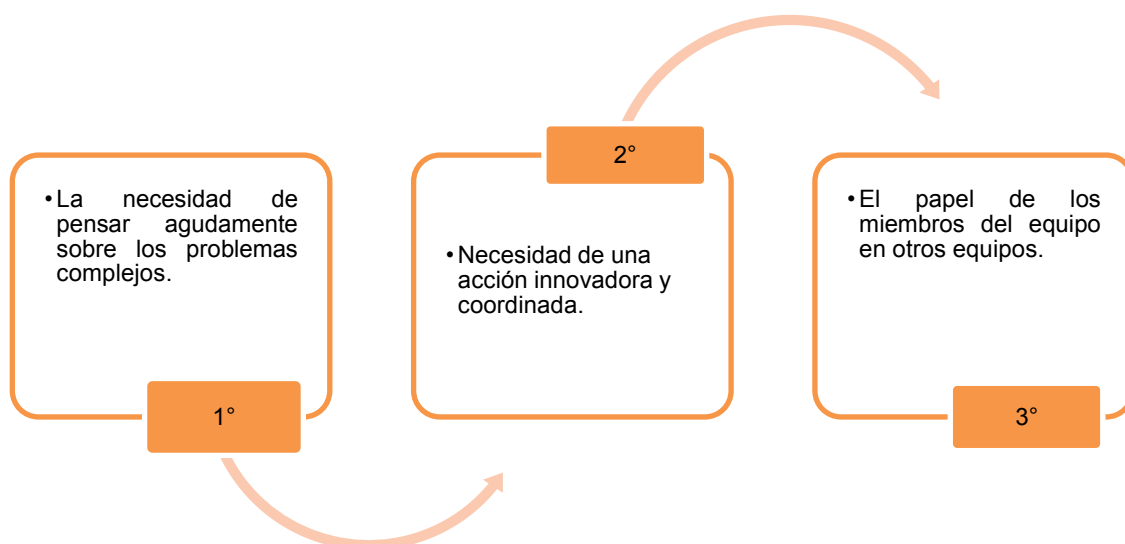 •La necesidad de
pensar agudamente
sobre los problemas
complejos.
1°
2°
•Necesidad de una
acción innovadora y
coordinada.
•El papel de los
miembros del equipo
en otros equipos.
3°